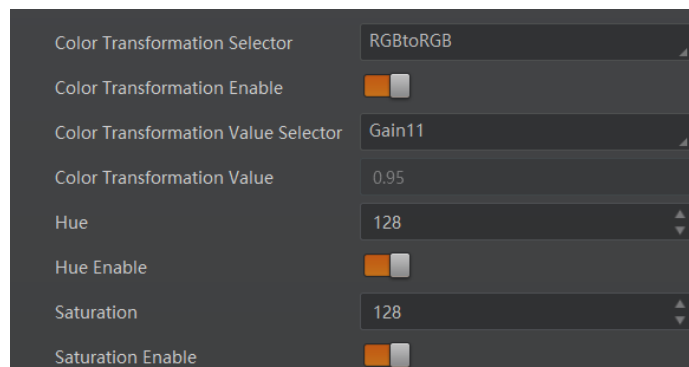 Color Transformation Selector RGBtoRGB
Color Transformation Enable
Color Transformation Value Selector Gain11
Color Transformation Value 0.95
Hue 128
Hue Enable
Saturation 128
Saturation Enable